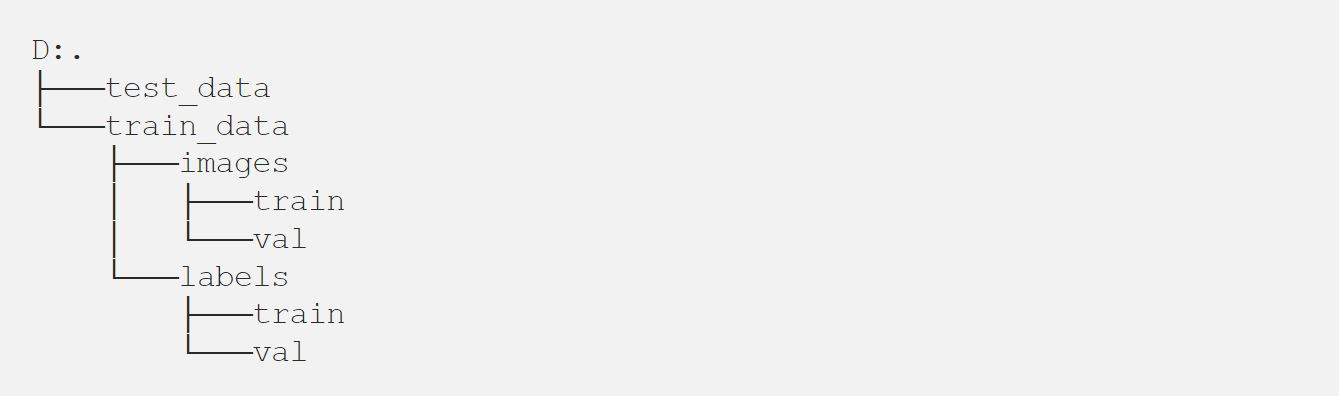 D:.
├───test_data
└───train_data
    ├───images
    │   ├───train
    │   └───val
    └───labels
        ├───train
        └───val